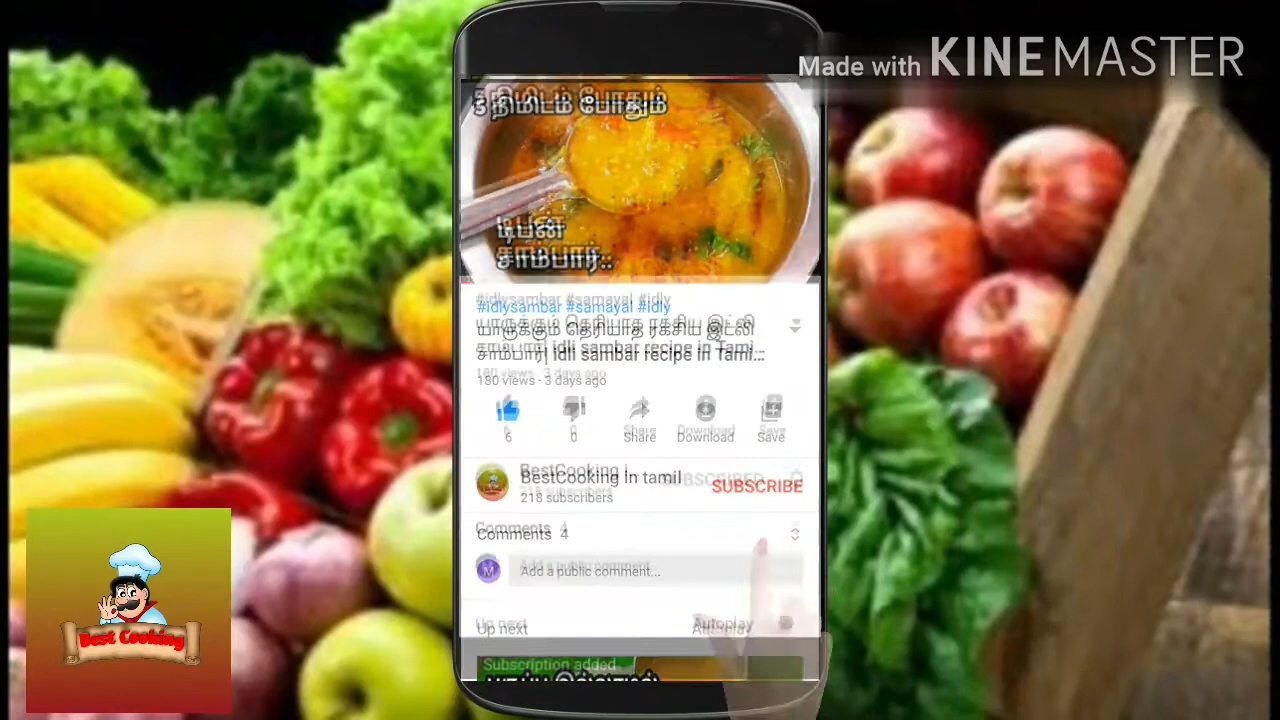 Made with KINEMASTER
5 நிமிடம் போதும்
டிபன்
சாம்பார்..
#idlysambar #samayal #idly
யாருக்கும் தெரியாத ரகசிய இட்லி
சாம்பார்| idli sambar recipe in Tami...
180 views · 3 days ago
6 0 Share Download Save
BestCooking in tamil
SUBSCRIBED
SUBSCRIBE
218 subscribers
Comments 4
M
Add a public comment...
Up next Autoplay
Subscription added
Best Cooking